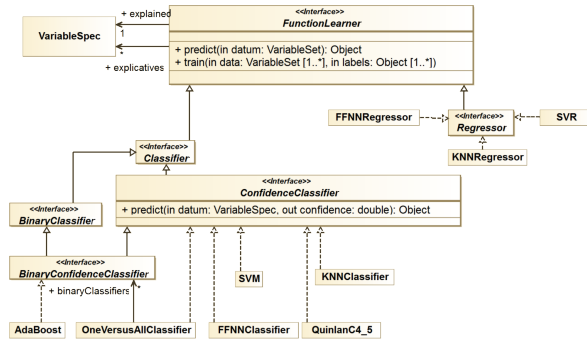 + explained
1
VariableSpec
*
+ explicatives
<<Interface>>
FunctionLearner
+ predict(in datum: VariableSet): Object
+ train(in data: VariableSet [1..*], in labels: Object [1..*])
FFNNRegressor
<<Interface>>
Regressor
SVR
KNNRegressor
<<Interface>>
Classifier
<<Interface>>
ConfidenceClassifier
+ predict(in datum: VariableSpec, out confidence: double): Object
<<Interface>>
BinaryClassifier
<<Interface>>
BinaryConfidenceClassifier
+ binaryClassifiers
*
SVM
KNNClassifier
AdaBoost
OneVersusAllClassifier
FFNNClassifier
QuinlanC4_5